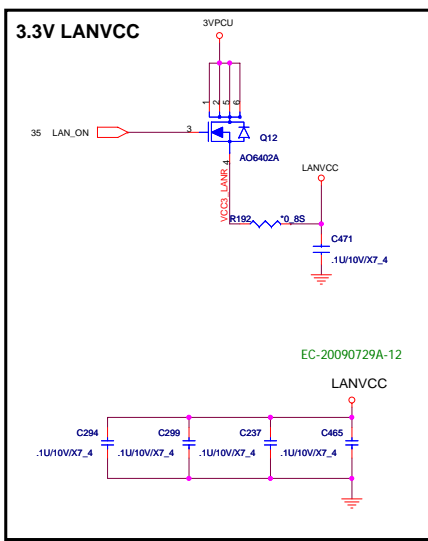 3.3V LANVCC
3VPCU
1
2
5
6
35 LAN_ON
3
Q12
AO6402A
4
VCC3_LANR
LANVCC
R192
*0_8S
C471
.1U/10V/X7_4
EC-20090729A-12
LANVCC
C294
C299
C237
C465
.1U/10V/X7_4
.1U/10V/X7_4
.1U/10V/X7_4
.1U/10V/X7_4